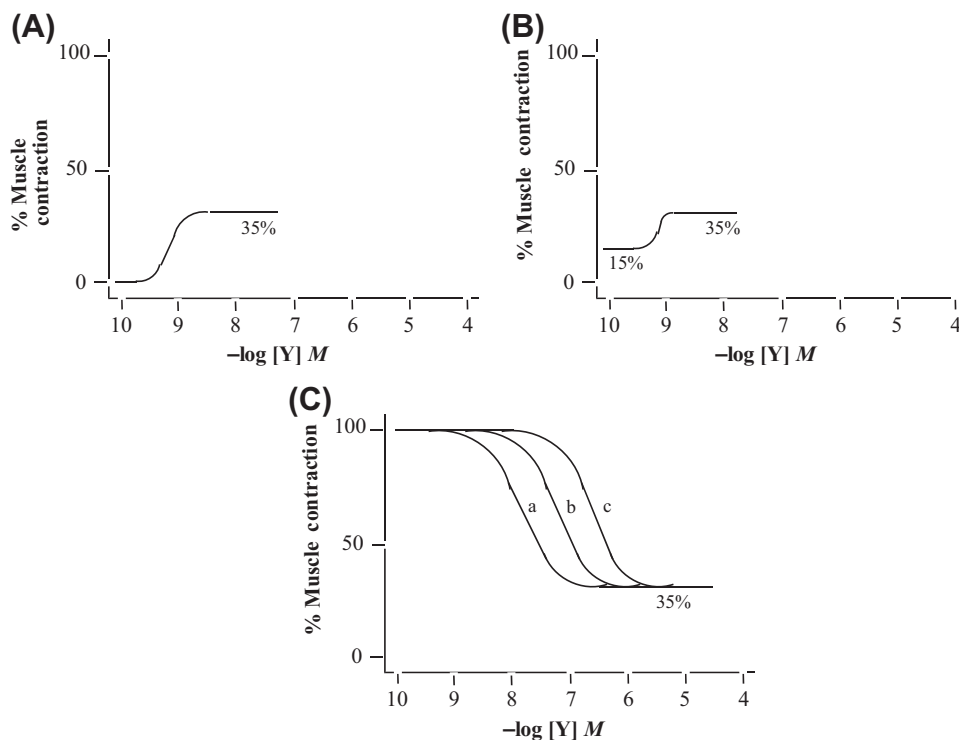 (A)
100
50
0
% Muscle
contraction
35%
10 9 8 7 6 5 4
–log [Y] M
(B)
100
50
0
% Muscle contraction
15%
35%
10 9 8 7 6 5 4
–log [Y] M
(C)
100
50
0
% Muscle contraction
a b c
35%
10 9 8 7 6 5 4
–log [Y] M